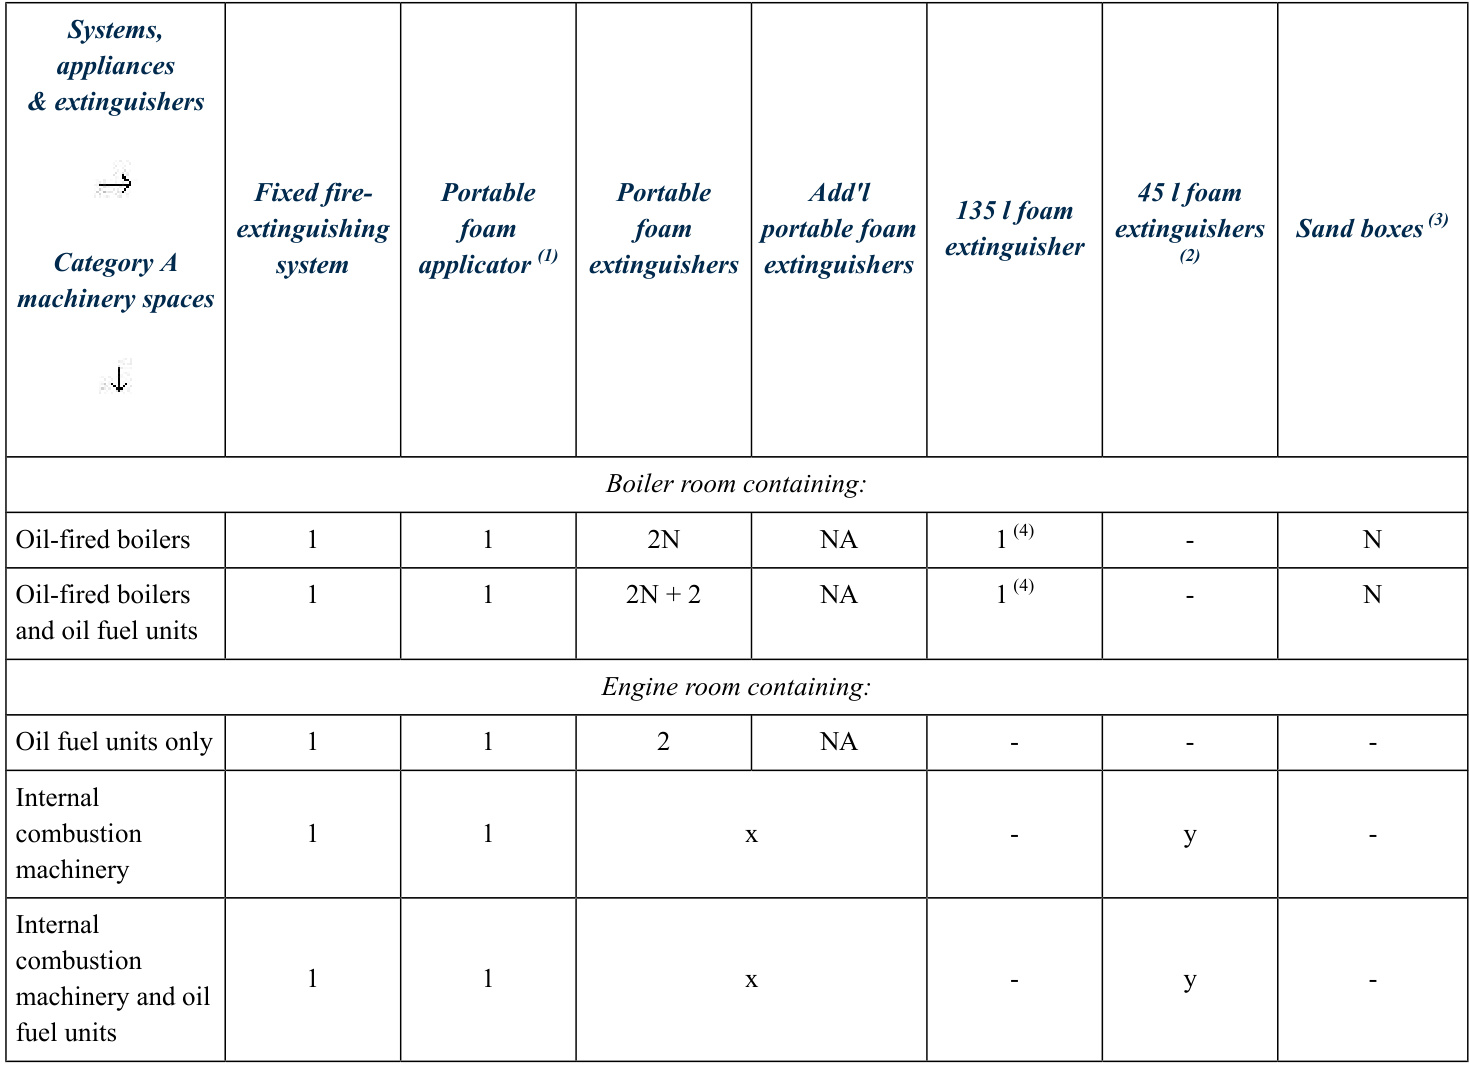 Systems,
appliances
& extinguishers
→
Category A
machinery spaces
↓
Fixed fire-
extinguishing
system
Portable
foam
applicator (1)
Portable
foam
extinguishers
Add'l
portable foam
extinguishers
135 l foam
extinguisher
45 l foam
extinguishers
(2)
Sand boxes (3)
Boiler room containing:
Oil-fired boilers 1 1 2N NA 1 (4) - N
Oil-fired boilers 1 1 2N + 2 NA 1 (4) - N
and oil fuel units
Engine room containing:
Oil fuel units only 1 1 2 NA - - -
Internal
combustion 1 1 x - y -
machinery
Internal
combustion
machinery and oil 1 1 x - y -
fuel units